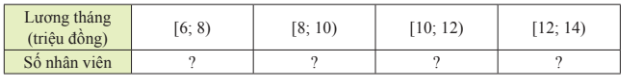 Lương tháng
(triệu đồng) [6; 8) [8; 10) [10; 12) [12; 14)
Số nhân viên ? ? ? ?